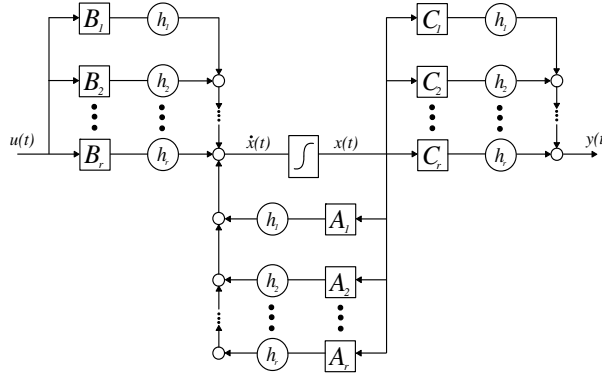 B₁ h₁ C₁ h₁
B₂ h₂ C₂ h₂
u(t) ẋ(t) x(t) y(t
Bᵣ hᵣ ∫ Cᵣ hᵣ
h₁ A₁
h₂ A₂
hᵣ Aᵣ